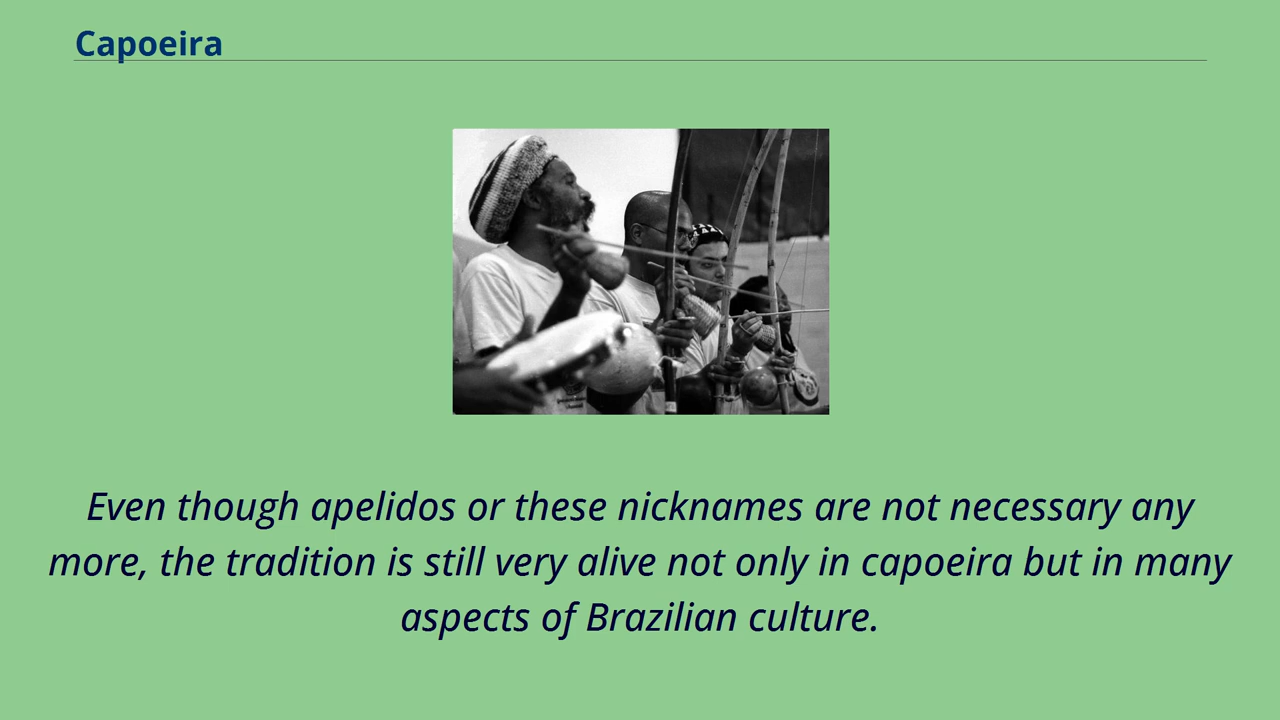 Capoeira
Even though apelidos or these nicknames are not necessary any
more, the tradition is still very alive not only in capoeira but in many
aspects of Brazilian culture.